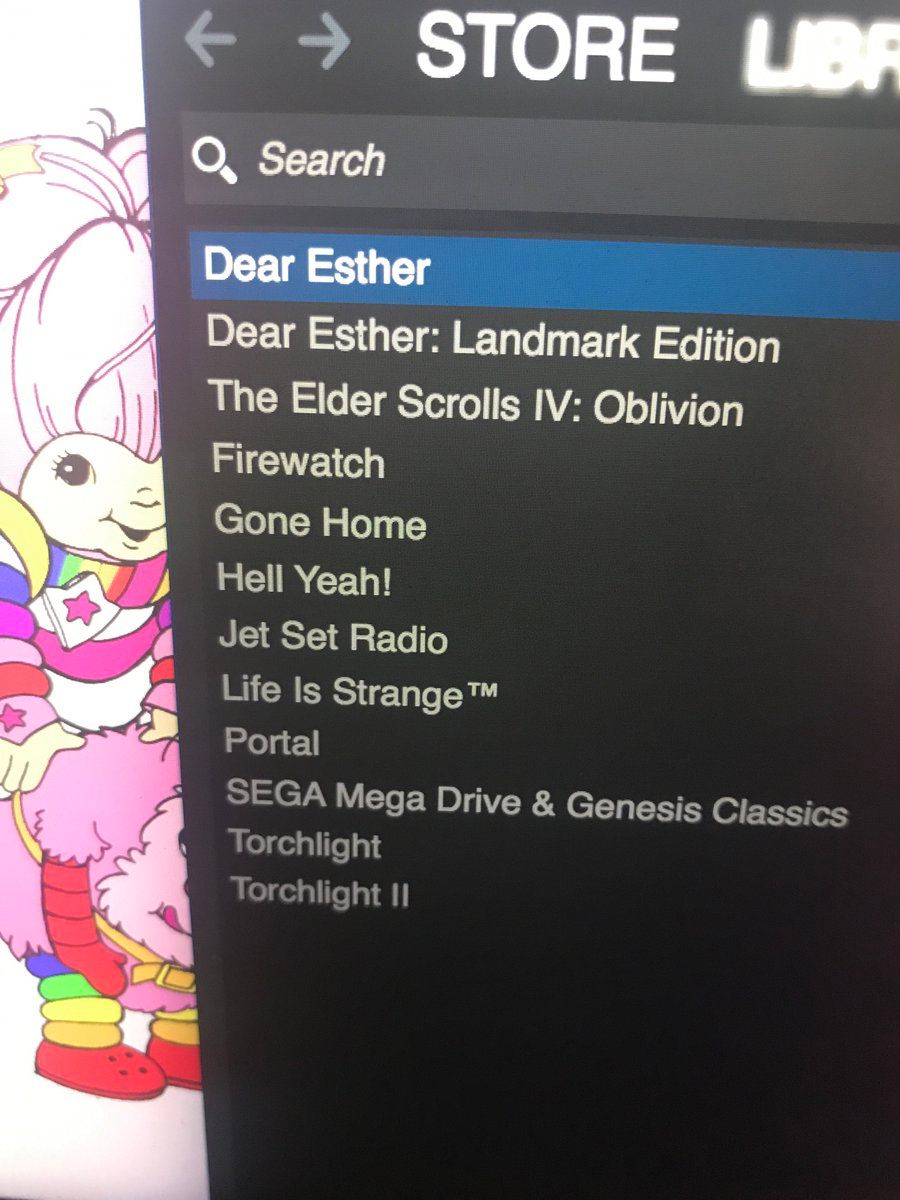 STORE LIBR
Search
Dear Esther
Dear Esther: Landmark Edition
The Elder Scrolls IV: Oblivion
Firewatch
Gone Home
Hell Yeah!
Jet Set Radio
Life Is Strange™
Portal
SEGA Mega Drive & Genesis Classics
Torchlight
Torchlight II